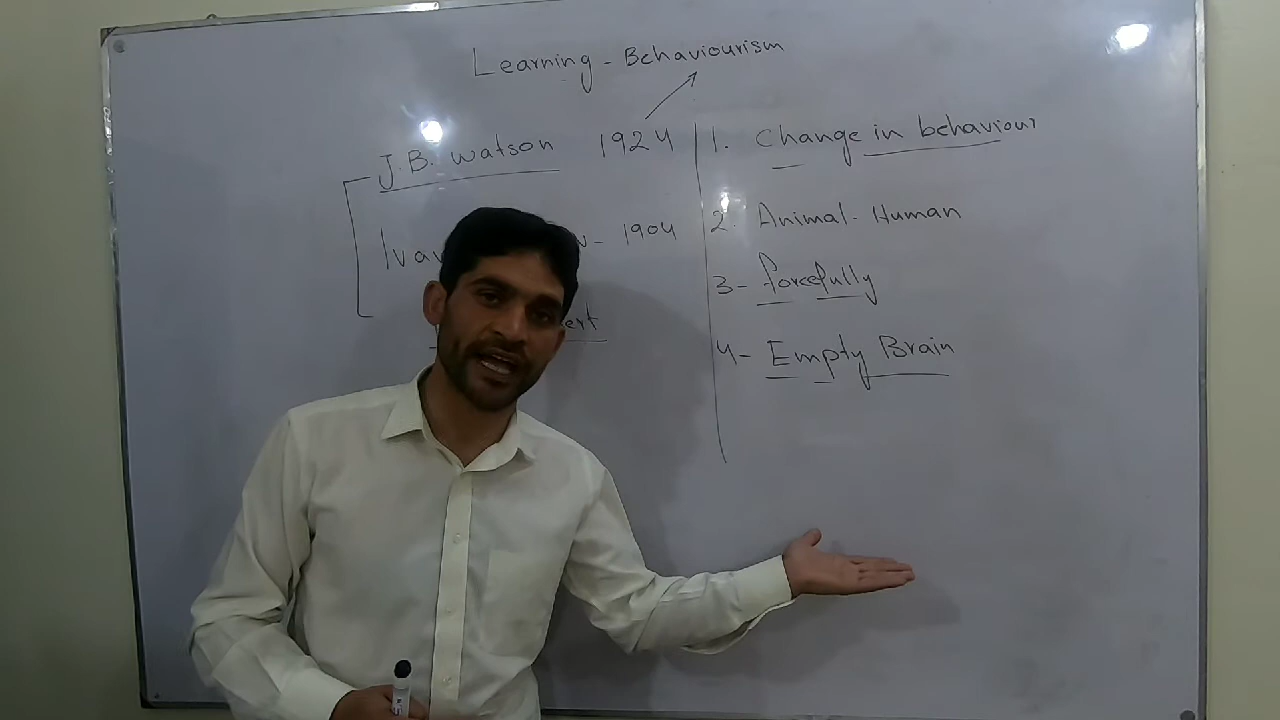 Learning - Behaviourism
J.B. Watson 1924
1904
1. Change in behaviour
2. Animal - Human
3- forcefully
4- Empty Brain